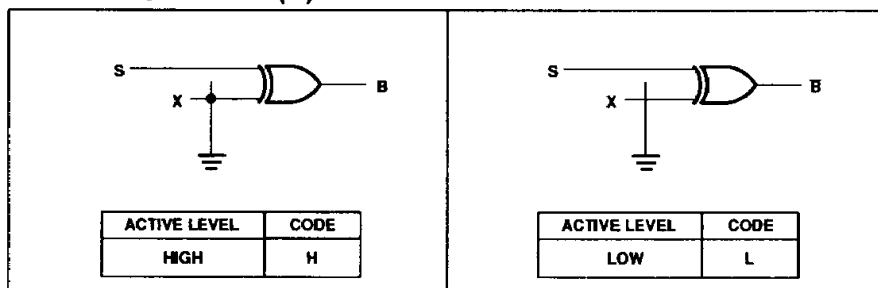 S
X
B
ACTIVE LEVEL CODE
HIGH H
S
X
B̅
ACTIVE LEVEL CODE
LOW L